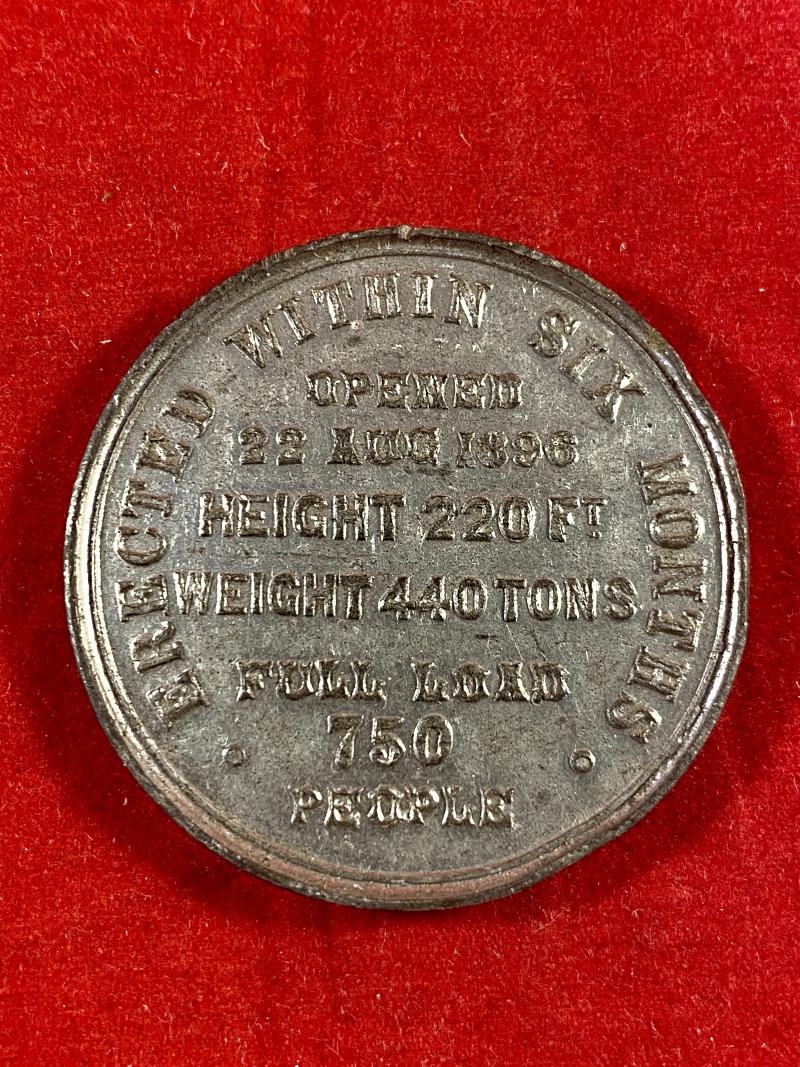 ERECTED WITHIN SIX MONTHS
OPENED
22 AUG 1896
HEIGHT 220 FT
WEIGHT 440 TONS
FULL LOAD
750
PEOPLE